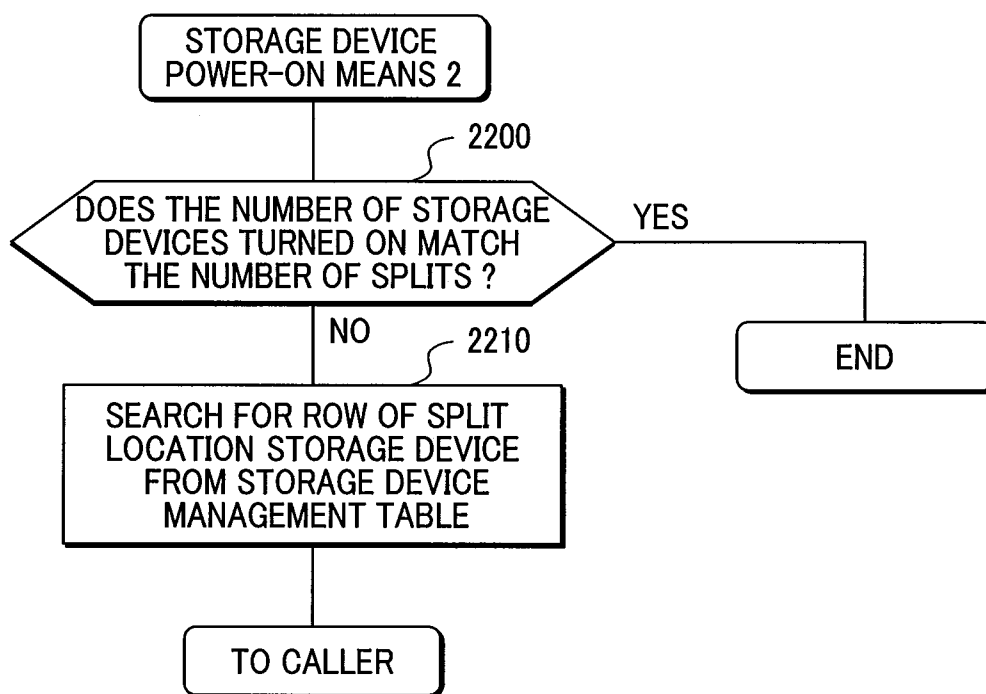 STORAGE DEVICE
POWER-ON MEANS 2
2200
DOES THE NUMBER OF STORAGE
DEVICES TURNED ON MATCH
THE NUMBER OF SPLITS ?
YES
NO
END
2210
SEARCH FOR ROW OF SPLIT
LOCATION STORAGE DEVICE
FROM STORAGE DEVICE
MANAGEMENT TABLE
TO CALLER